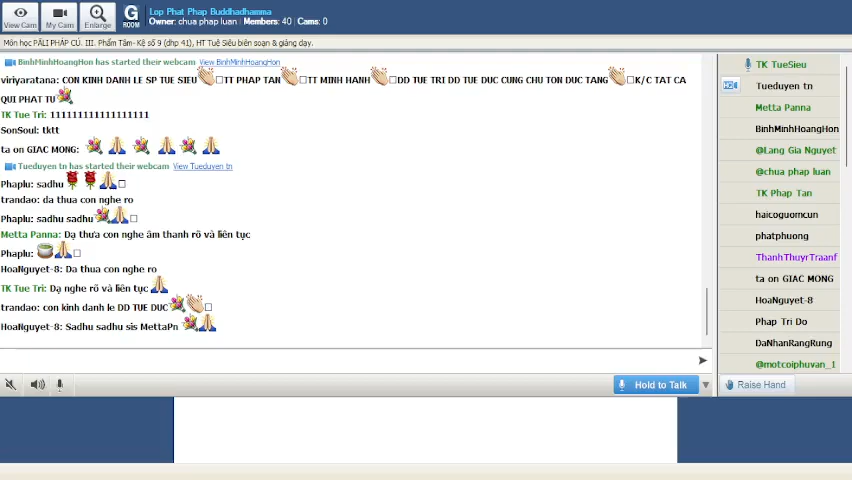 Lop Phat Phap Buddhadhamma
Owner: chua phap luan : Members: 40 : Cams: 0
View Cam
My Cam
Enlarge
G
ROOM
Môn học PĀLI PHÁP CÚ. III. Phẩm Tâm- Kệ số 9 (dhp 41), HT Tuệ Siêu biên soạn & giảng dạy.
BinhMinhHoangHon has started their webcam View BinhMinhHoangHon
viriyaratana: CON KINH DANH LE SP TUE SIEU TT PHAP TAN TT MINH HANH DD TUE TRI DD TUE DUC CUNG CHU TON DUC TANG K/C TAT CA
QUI PHAT TU
TK Tue Tri: 111111111111111111
SonSoul: tktt
ta on GIAC MONG:
Tueduyen tn has started their webcam View Tueduyen tn
Phaplu: sadhu
trandao: da thua con nghe ro
Phaplu: sadhu sadhu
Metta Panna: Dạ thưa con nghe âm thanh rõ và liên tục
Phaplu:
HoaNguyet-8: Da thua con nghe ro
TK Tue Tri: Dạ nghe rõ và liên tục
trandao: con kinh danh le DD TUE DUC
HoaNguyet-8: Sadhu sadhu sis MettaPn
Hold to Talk
TK TueSieu
HD
Tueduyen tn
Metta Panna
BinhMinhHoangHon
@Lang Gia Nguyet
@chua phap luan
TK Phap Tan
haicoguomcun
phatphuong
ThanhThuyrTraanf
ta on GIAC MONG
HoaNguyet-8
Phap Tri Do
DaNhanRangRung
@motcoiphuvan_1
Raise Hand